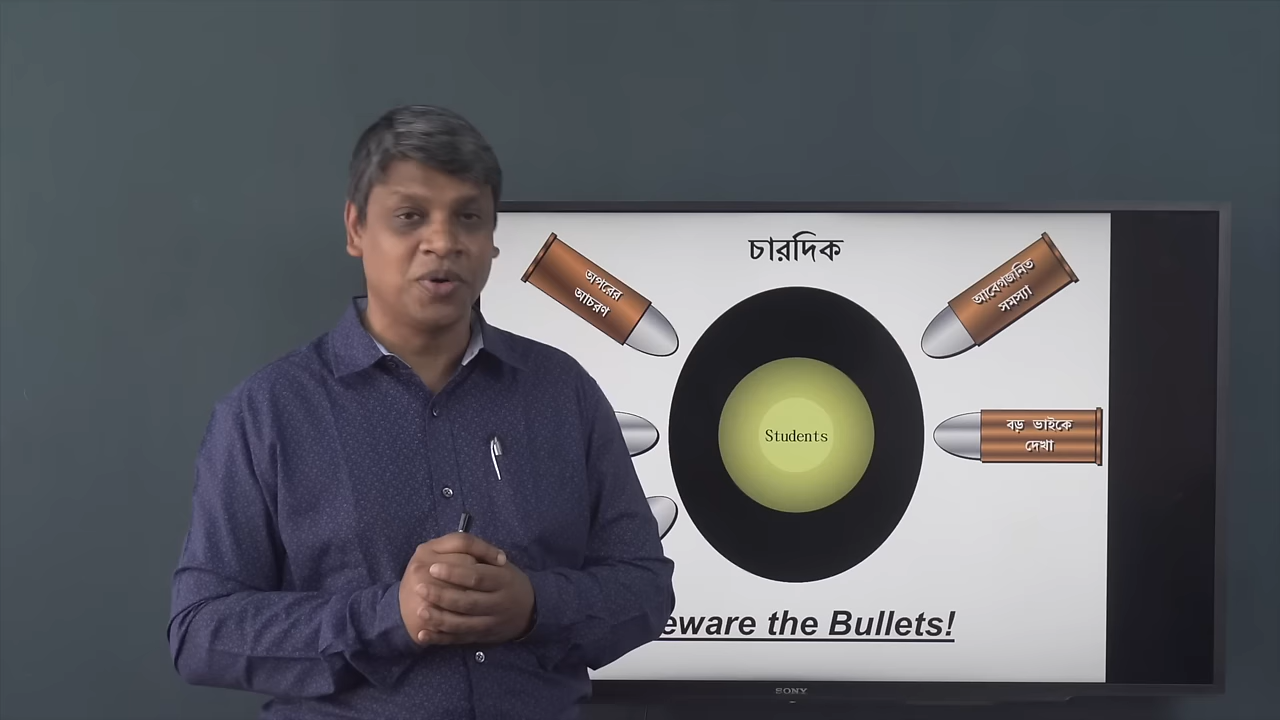 চারদিক
অপরের
আচরণ
আবেগজনিত
সমস্যা
Students
বড় ভাইকে
দেখা
eware the Bullets!
SONY